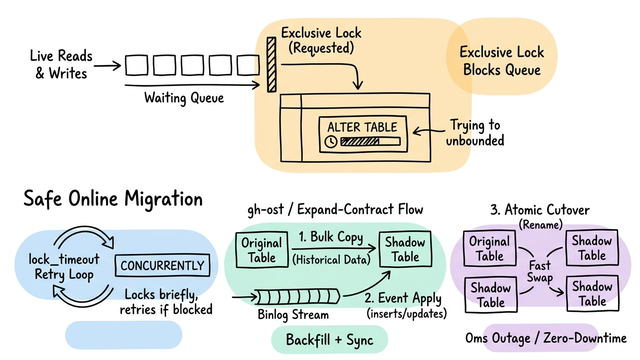 Live Reads
& Writes
Waiting Queue
Exclusive Lock
(Requested)
Exclusive Lock
Blocks Queue
ALTER TABLE
Trying to
unbounded
Safe Online Migration
lock_timeout
Retry Loop
CONCURRENTLY
Locks briefly,
retries if blocked
gh-ost / Expand-Contract Flow
Original
Table
1. Bulk Copy
(Historical Data)
Shadow
Table
Binlog Stream
2. Event Apply
(inserts/updates)
Backfill + Sync
3. Atomic Cutover
(Rename)
Original
Table
Shadow
Table
Fast
Swap
Shadow
Table
Shadow
Table
0ms Outage / Zero-Downtime